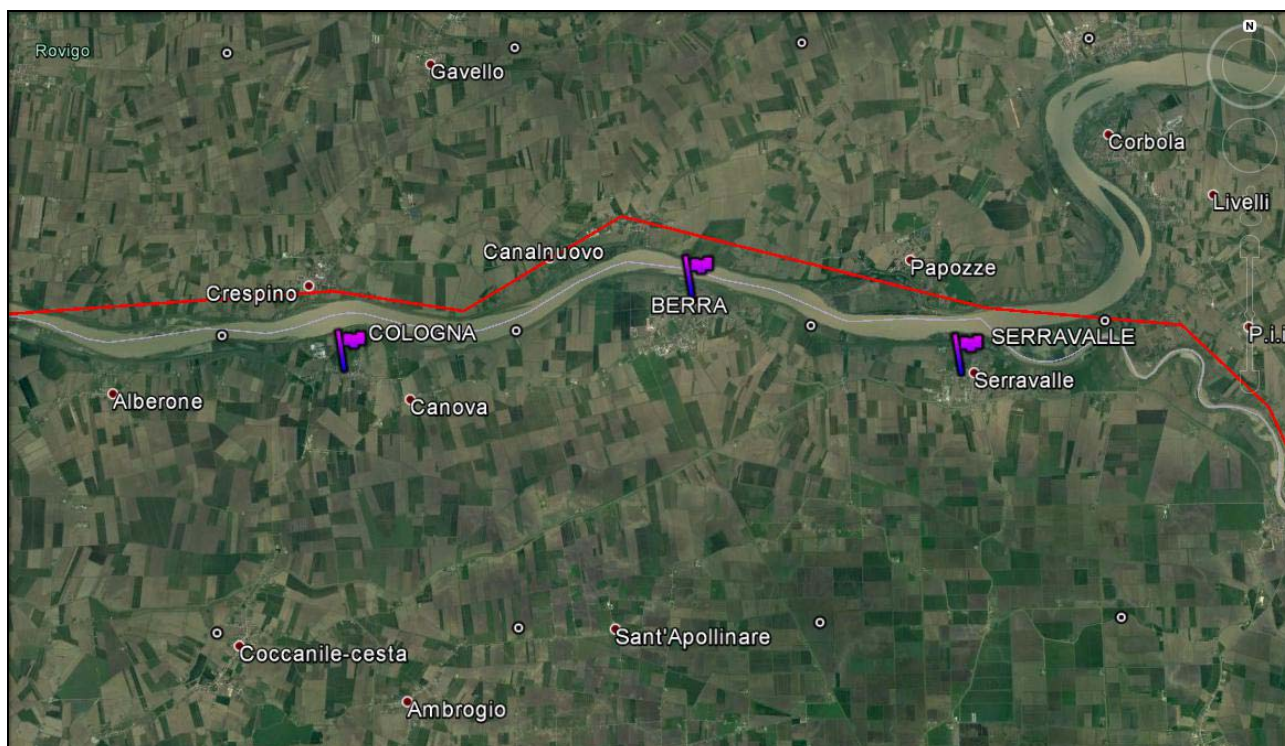 N
Rovigo
Gavello
Corbola
Livelli
Canalnuovo
Papozze
Crespino
BERRA
COLOGNA
SERRAVALLE
Serravalle
Alberone
Canova
Sant'Apollinare
Coccanile-cesta
Ambrogio